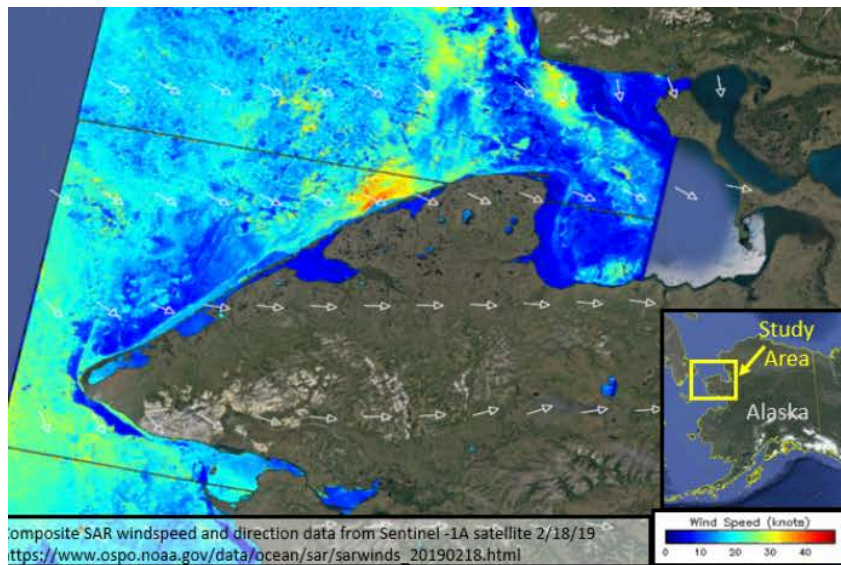 Study
Area
Alaska
Wind Speed (knots)
0 10 20 30 40
Composite SAR windspeed and direction data from Sentinel -1A satellite 2/18/19
https://www.ospo.noaa.gov/data/ocean/sar/sarwinds_20190218.html